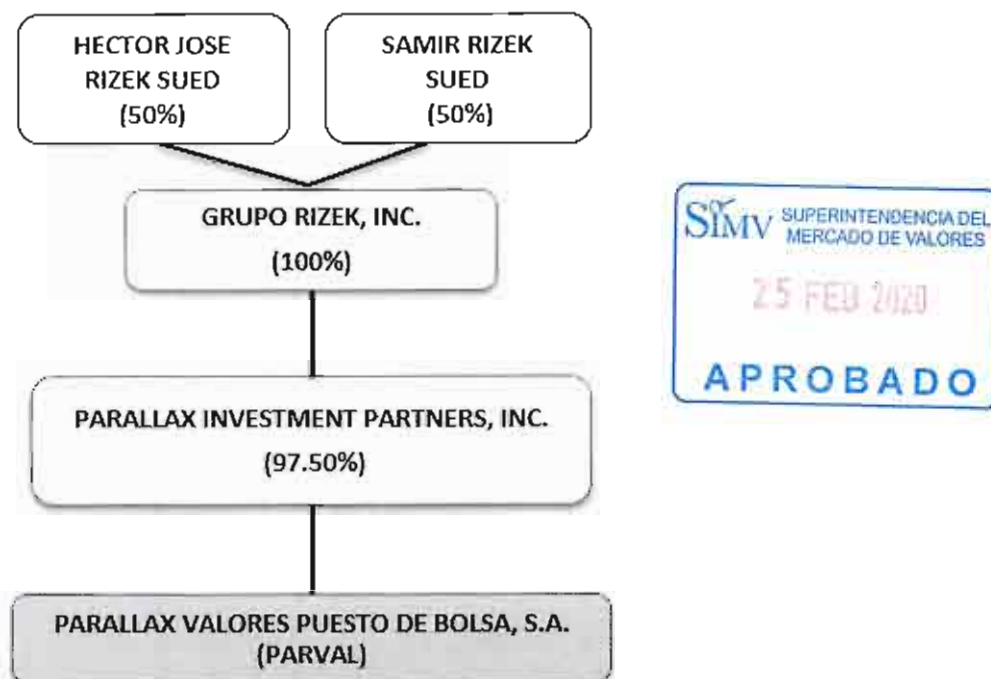 HECTOR JOSE
RIZEK SUED
(50%)
SAMIR RIZEK
SUED
(50%)
GRUPO RIZEK, INC.
(100%)
PARALLAX INVESTMENT PARTNERS, INC.
(97.50%)
PARALLAX VALORES PUESTO DE BOLSA, S.A.
(PARVAL)
SIMV SUPERINTENDENCIA DEL
MERCADO DE VALORES
25 FEB 2020
APROBADO